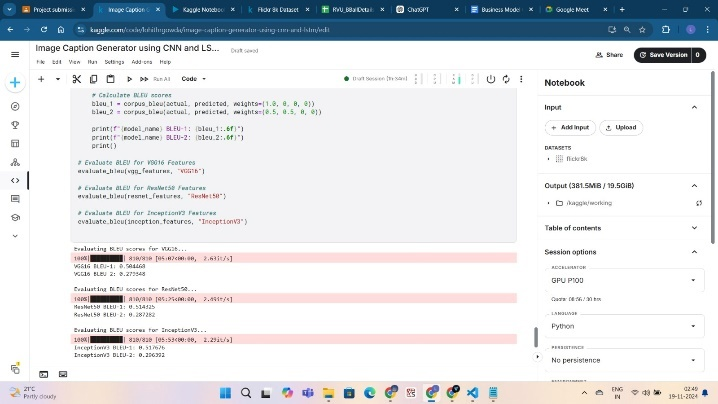 Project submissi
Image Caption G
Kaggle Noteboo
Flickr 8k Dataset
RVU_BBallDetail
ChatGPT
Business Model
Google Meet
kaggle.com/code/lohithgowda/image-caption-generator-using-cnn-and-lstm/edit
Image Caption Generator using CNN and LS...
Draft saved
File Edit View Run Settings Add-ons Help
Share
Save Version 0
Run All Code
Draft Session
# Calculate BLEU scores
bleu_1 = corpus_bleu(actual, predicted, weights=(1.0, 0, 0, 0))
bleu_2 = corpus_bleu(actual, predicted, weights=(0.5, 0.5, 0, 0))
print(f"{model_name} BLEU-1: {bleu_1:.6f}")
print(f"{model_name} BLEU-2: {bleu_2:.6f}")
print()
# Evaluate BLEU for VGG16 Features
evaluate_bleu(vgg_features, "VGG16")
# Evaluate BLEU for ResNet50 Features
evaluate_bleu(resnet_features, "ResNet50")
# Evaluate BLEU for InceptionV3 Features
evaluate_bleu(inception_features, "InceptionV3")
Evaluating BLEU scores for VGG16...
100%| 810/810 [05:07<00:00, 2.63it/s]
VGG16 BLEU-1: 0.504468
VGG16 BLEU-2: 0.279348
Evaluating BLEU scores for ResNet50...
100%| 810/810 [05:25<00:00, 2.49it/s]
ResNet50 BLEU-1: 0.514325
ResNet50 BLEU-2: 0.287282
Evaluating BLEU scores for InceptionV3...
100%| 810/810 [05:53<00:00, 2.29it/s]
InceptionV3 BLEU-1: 0.517676
InceptionV3 BLEU-2: 0.296392
Notebook
Input
Add Input
Upload
DATASETS
flickr8k
Output (381.5MiB / 19.5GiB)
/kaggle/working
Table of contents
Session options
ACCELERATOR
GPU P100
Quota: 08:56 / 30 hrs
LANGUAGE
Python
PERSISTENCE
No persistence
21°C
Partly cloudy
ENG
IN
02:49
19-11-2024